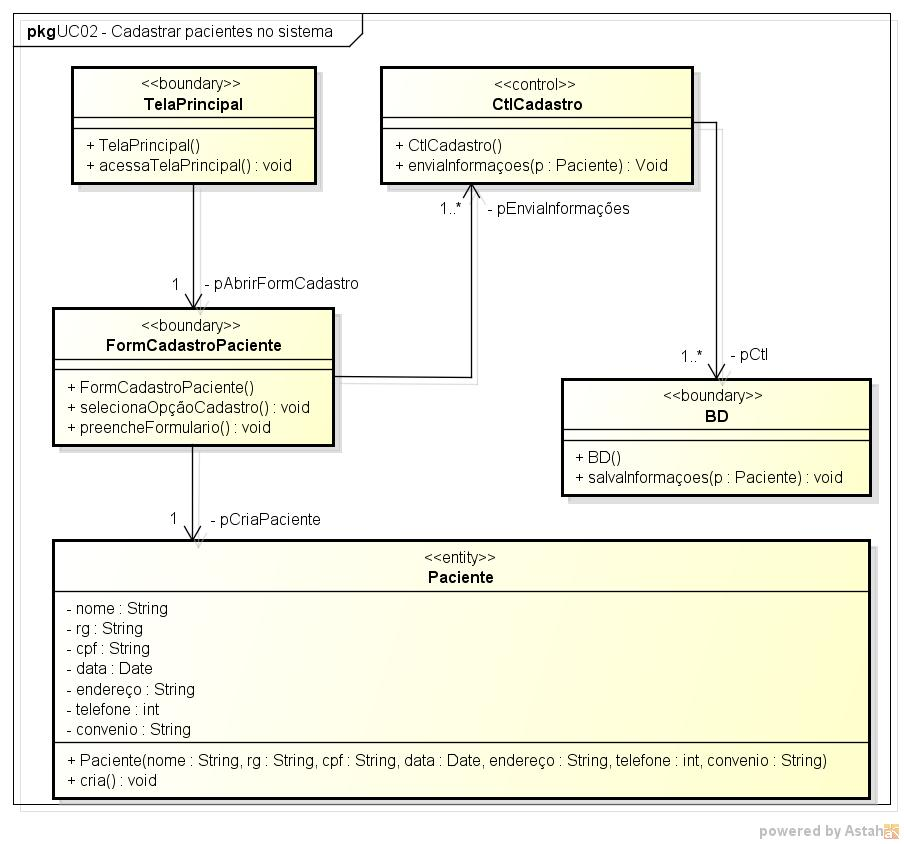 pkgUC02 - Cadastrar pacientes no sistema
<<boundary>>
TelaPrincipal
+ TelaPrincipal()
+ acessaTelaPrincipal() : void
<<control>>
CtlCadastro
+ CtlCadastro()
+ enviaInformaçoes(p : Paciente) : Void
1..*
- pEnviaInformações
1
- pAbrirFormCadastro
<<boundary>>
FormCadastroPaciente
+ FormCadastroPaciente()
+ selecionaOpçãoCadastro() : void
+ preencheFormulario() : void
1..*
- pCtl
<<boundary>>
BD
+ BD()
+ salvaInformaçoes(p : Paciente) : void
1
- pCriaPaciente
<<entity>>
Paciente
- nome : String
- rg : String
- cpf : String
- data : Date
- endereço : String
- telefone : int
- convenio : String
+ Paciente(nome : String, rg : String, cpf : String, data : Date, endereço : String, telefone : int, convenio : String)
+ cria() : void
powered by Astah